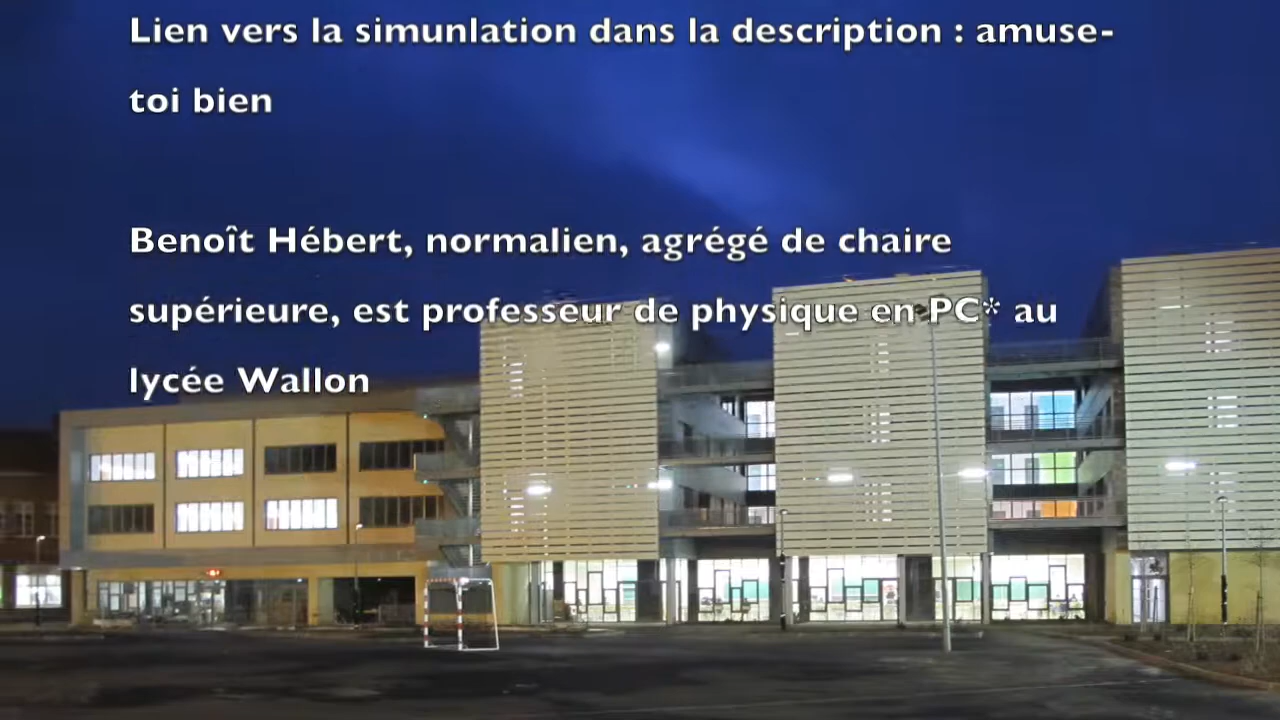 Lien vers la simunlation dans la description : amuse-
toi bien
Benoît Hébert, normalien, agrégé de chaire
supérieure, est professeur de physique en PC* au
lycée Wallon